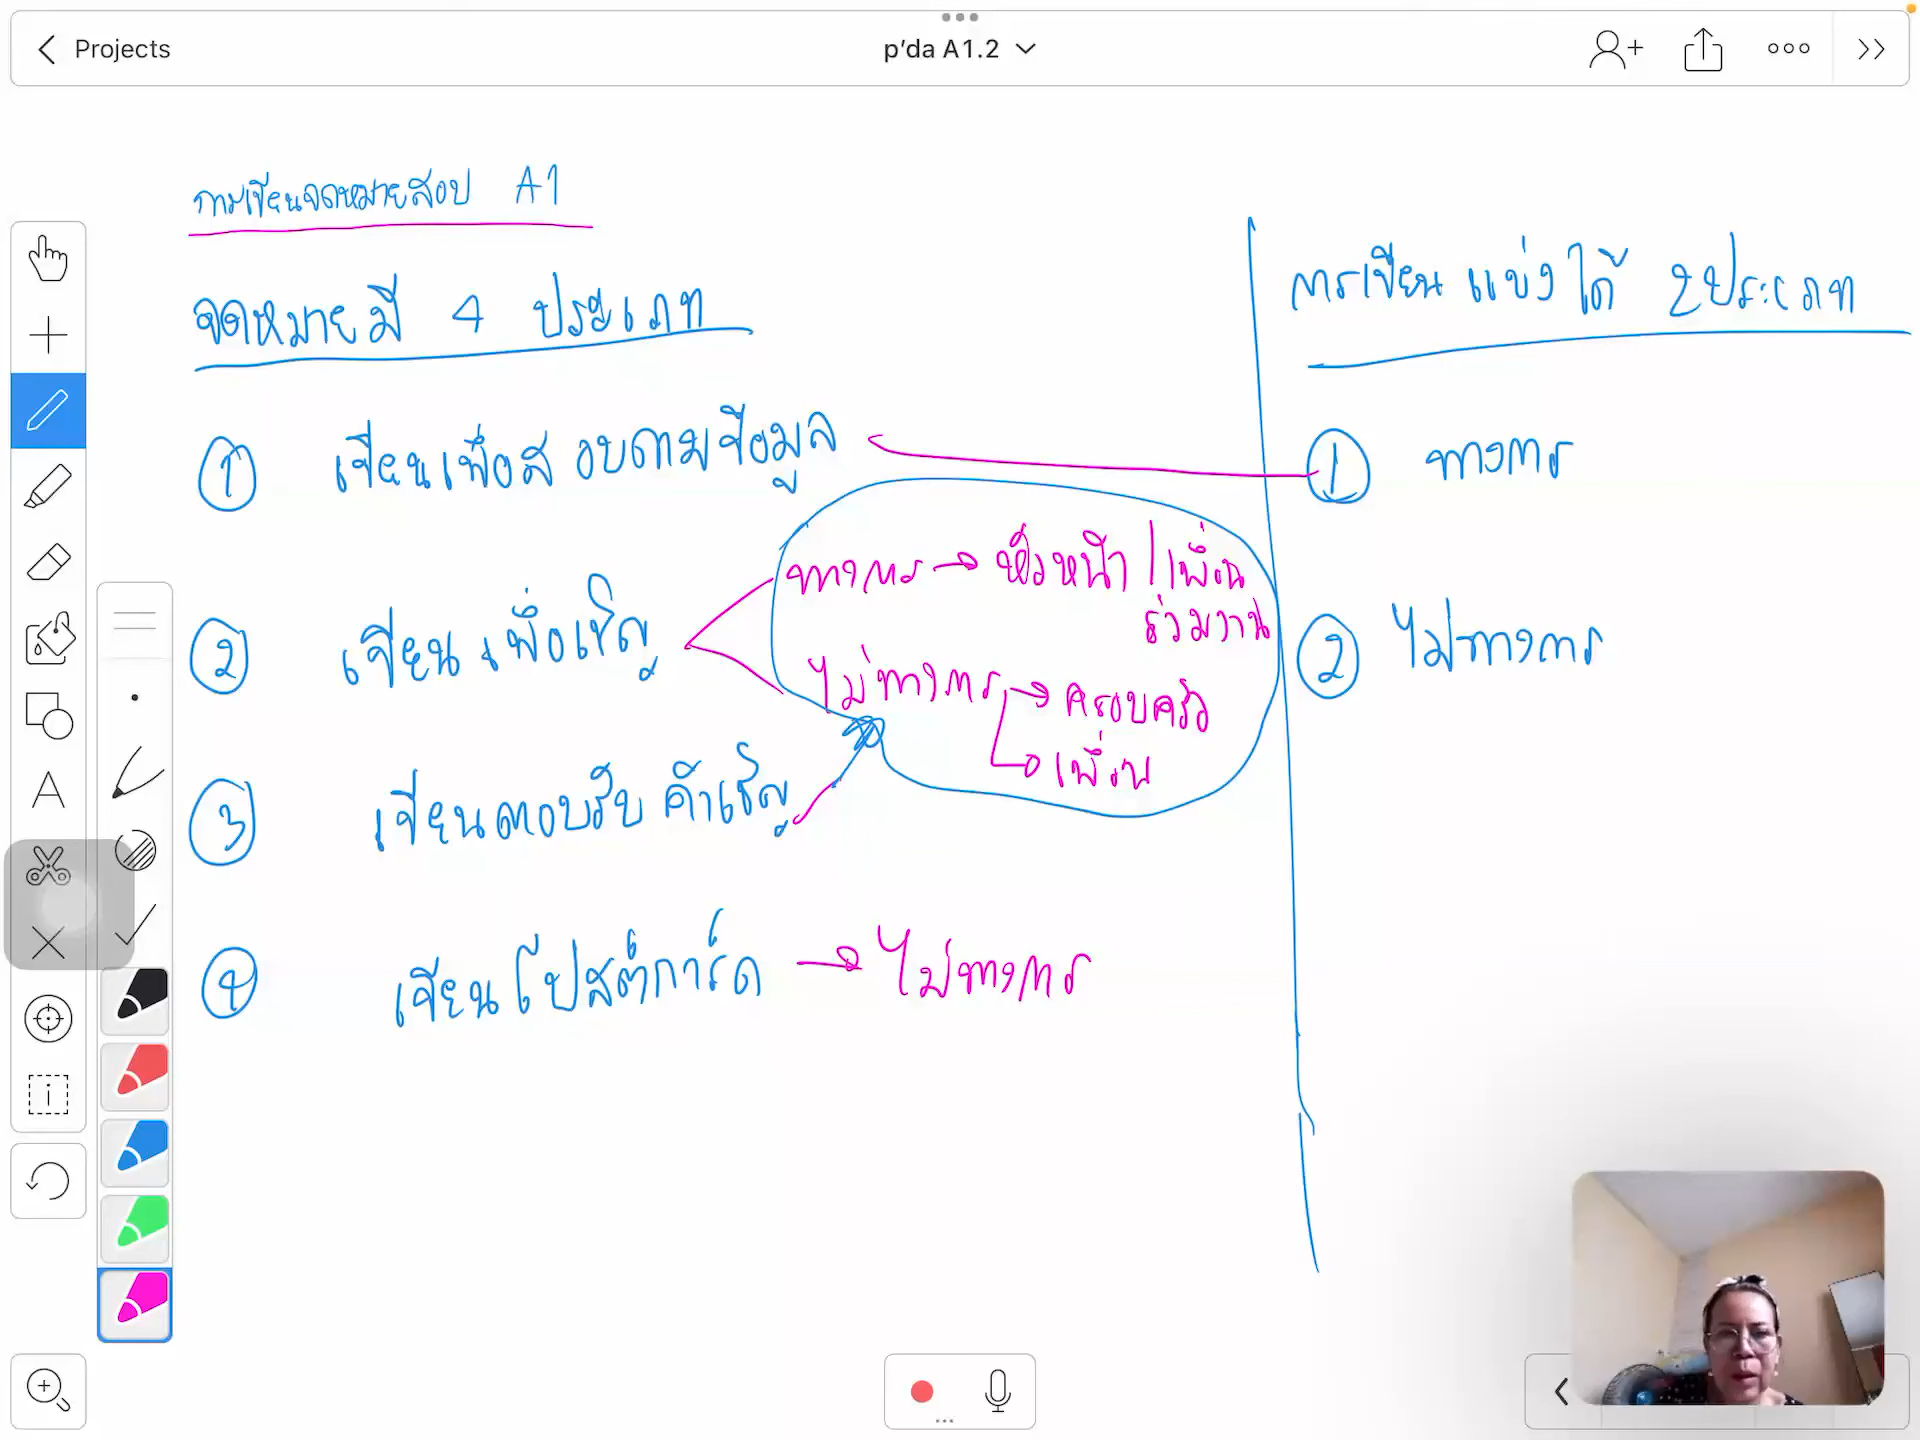 Projects
p'da A1.2
การเขียนจดหมายสอบ A1
จดหมายมี 4 ประเภท
① เขียนเพื่อสอบถามข้อมูล
② เขียนเพื่อเชิญ
ทางการ → หัวหน้า / เพื่อน
ร่วมงาน
ไม่ทางการ → ครอบครัว
→ เพื่อน
③ เขียนตอบรับคำเชิญ
④ เขียนโปสต์การ์ด → ไม่ทางการ
การเขียนแบ่งได้ 2 ประเภท
① ทางการ
② ไม่ทางการ